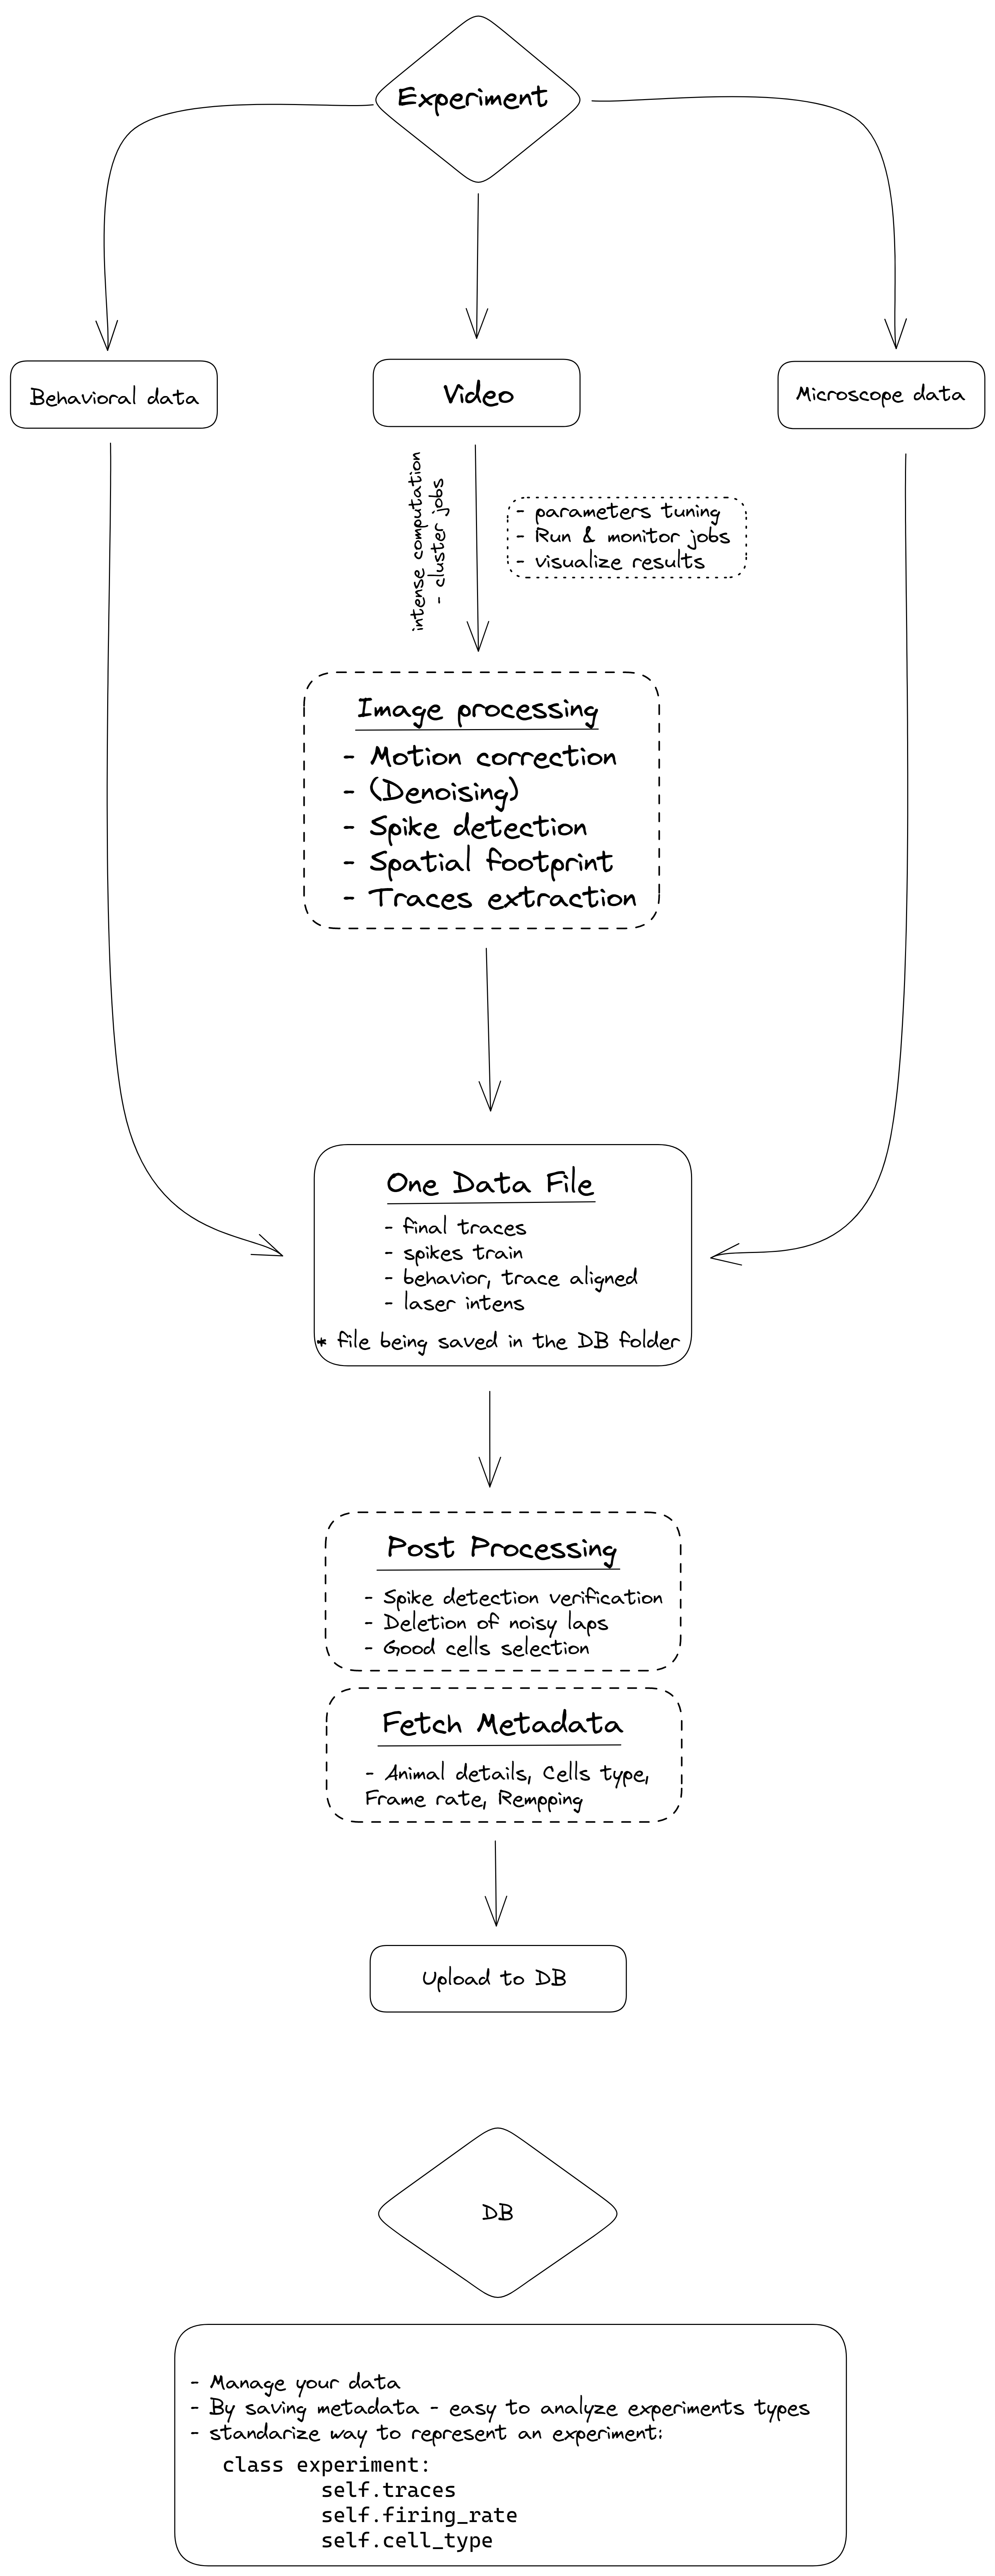 Experiment
Behavioral data
Video
Microscope data
intense computation
- cluster jobs
- parameters tuning
- Run & monitor jobs
- visualize results
Image processing
- Motion correction
- (Denoising)
- Spike detection
- Spatial footprint
- Traces extraction
One Data File
- final traces
- spikes train
- behavior, trace aligned
- laser intens
* file being saved in the DB folder
Post Processing
- Spike detection verification
- Deletion of noisy laps
- Good cells selection
Fetch Metadata
- Animal details, Cells type,
Frame rate, Rempping
Upload to DB
DB
- Manage your data
- By saving metadata - easy to analyze experiments types
- standarize way to represent an experiment:
class experiment:
self.traces
self.firing_rate
self.cell_type